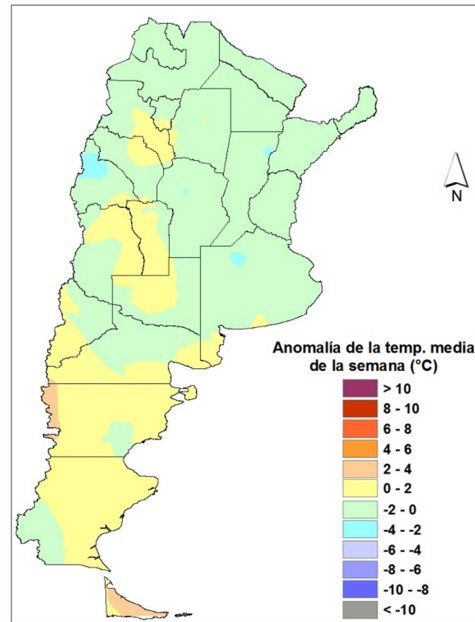 N
Anomalía de la temp. media
de la semana (°C)
> 10
8 - 10
6 - 8
4 - 6
2 - 4
0 - 2
-2 - 0
-4 - -2
-6 - -4
-8 - -6
-10 - -8
< -10